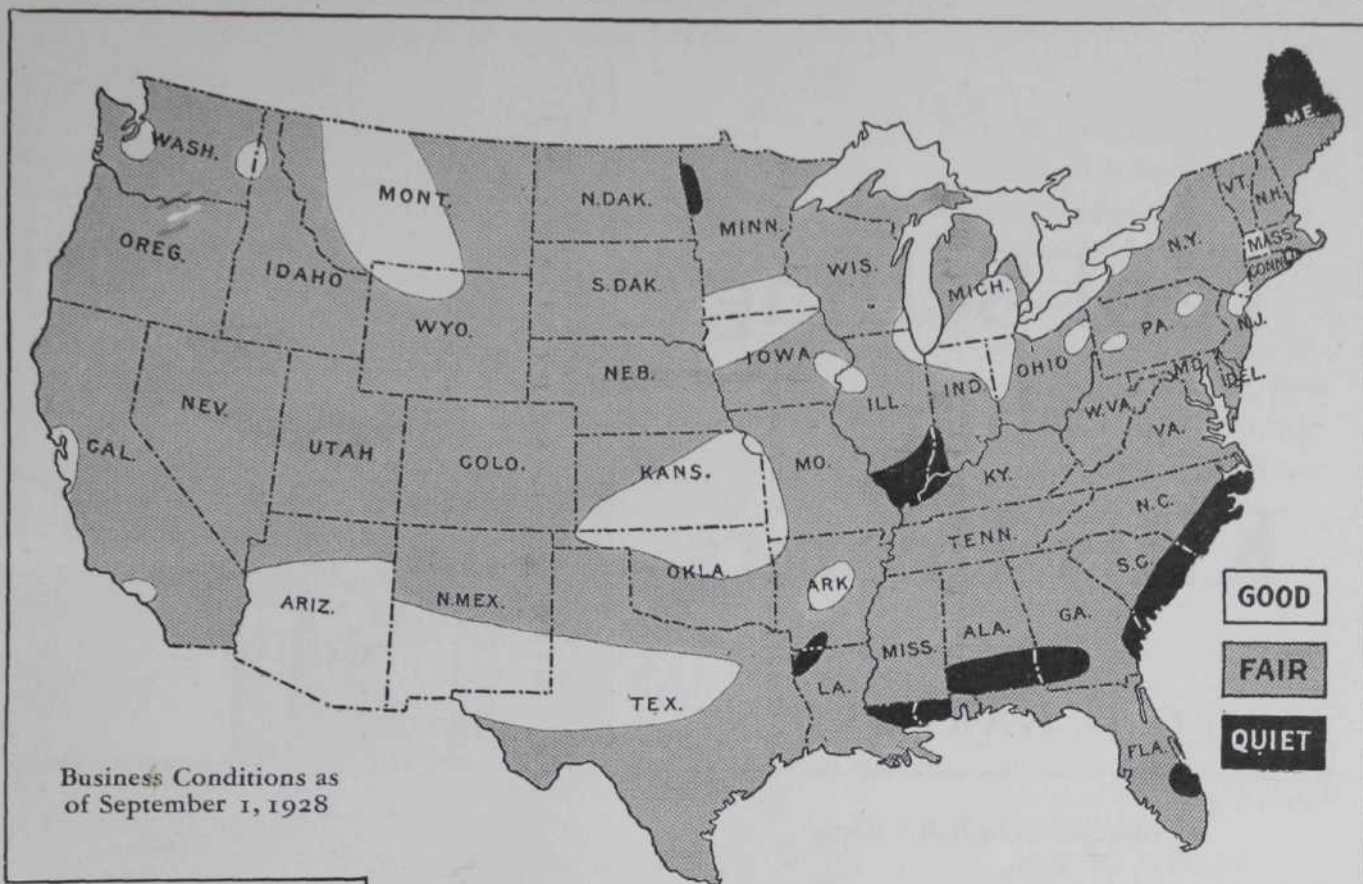 WASH.
MONT.
N.DAK.
MINN.
ME.
VT.
N.H.
OREG.
IDAHO
S.DAK.
WIS.
MICH.
N.Y.
MASS.
CONN.
WYO.
IOWA
PA.
N.J.
NEB.
ILL.
IND.
OHIO
MD.
DEL.
NEV.
UTAH
COLO.
KANS.
MO.
W.VA.
VA.
CAL.
KY.
N.C.
TENN.
OKLA.
ARK.
S.C.
ARIZ.
N.MEX.
MISS.
ALA.
GA.
LA.
TEX.
FLA.
GOOD
FAIR
QUIET
Business Conditions as
of September 1, 1928